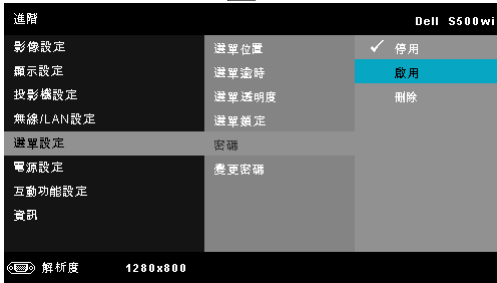 進階 Dell S500wi
影像設定 選單位置 ✓ 停用
顯示設定 選單逾時 啟用
投影機設定 選單透明度 刪除
無線/LAN設定 選單鎖定
選單設定 密碼
電源設定 變更密碼
互動功能設定
資訊
解析度 1280x800